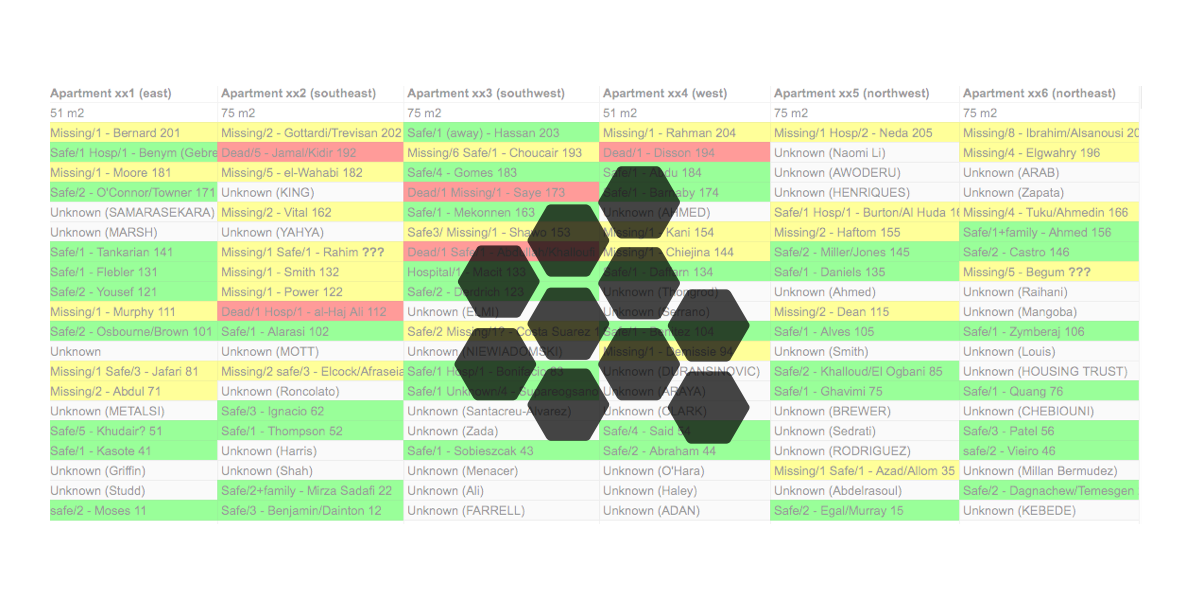 Apartment xx1 (east) Apartment xx2 (southeast) Apartment xx3 (southwest) Apartment xx4 (west) Apartment xx5 (northwest) Apartment xx6 (northeast)
51 m2 75 m2 75 m2 51 m2 75 m2 75 m2
Missing/1 - Bernard 201 Missing/2 - Gottardi/Trevisan 202 Safe/1 (away) - Hassan 203 Missing/1 - Rahman 204 Missing/1 Hosp/2 - Neda 205 Missing/8 - Ibrahim/Alsanousi 20
Safe/1 Hosp/1 - Benym (Gebre Dead/5 - Jamal/Kidir 192 Missing/6 Safe/1 - Choucair 193 Dead/1 - Disson 194 Unknown (Naomi Li) Missing/4 - Elgwahry 196
Missing/1 - Moore 181 Missing/5 - el-Wahabi 182 Safe/4 - Gomes 183 Safe/1 - Abdu 184 Unknown (AWODERU) Unknown (ARAB)
Safe/2 - O'Connor/Towner 171 Unknown (KING) Dead/1 Missing/1 - Saye 173 Safe/1 - Barnaby 174 Unknown (HENRIQUES) Unknown (Zapata)
Unknown (SAMARASEKARA) Missing/2 - Vital 162 Safe/1 - Mekonnen 163 Unknown (AHMED) Safe/1 Hosp/1 - Burton/Al Huda 16 Missing/4 - Tuku/Ahmedin 166
Unknown (MARSH) Unknown (YAHYA) Safe3/ Missing/1 - Shawo 153 Missing/1 - Kani 154 Missing/2 - Haftom 155 Safe/1+family - Ahmed 156
Safe/1 - Tankarian 141 Missing/1 Safe/1 - Rahim ??? Dead/1 Missing/1 - Chiejina 144 Safe/2 - Miller/Jones 145 Safe/2 - Castro 146
Safe/1 - Flebler 131 Missing/1 - Smith 132 Hospital/1 - Macit 133 Safe/1 - Daffarn 134 Safe/1 - Daniels 135 Missing/5 - Begum ???
Safe/2 - Yousef 121 Missing/1 - Power 122 Safe/2 - 123 Unknown Unknown (Ahmed) Unknown (Raihani)
Missing/1 - Murphy 111 Dead/1 Hosp/1 - al-Haj Ali 112 Unknown (ELMI) Unknown (Serrano) Missing/2 - Dean 115 Unknown (Mangoba)
Safe/2 - Osbourne/Brown 101 Safe/1 - Alarasi 102 Safe/2 Missing/1? - Costa Suarez 1 Safe/1 - Benitez 104 Safe/1 - Alves 105 Safe/1 - Zymberaj 106
Unknown Unknown (MOTT) Unknown (NIEWIADOMSKI) Missing/1 - Demissie 94 Unknown (Smith) Unknown (Louis)
Missing/1 Safe/3 - Jafari 81 Missing/2 safe/3 - Elcock/Afraseia Safe/1 Hosp/1 - Bonifacio 83 Unknown (DURANSINOVIC) Safe/2 - Khalloud/El Ogbani 85 Unknown (HOUSING TRUST)
Missing/2 - Abdul 71 Unknown (Roncolato) Safe/1 Unknown/4 - Unknown (ARAYA) Safe/1 - Ghavimi 75 Safe/1 - Quang 76
Unknown (METALSI) Safe/3 - Ignacio 62 Unknown (Santacreu-Alvarez) Unknown (CLARK) Unknown (BREWER) Unknown (CHEBIOUNI)
Safe/5 - Khudair? 51 Safe/1 - Thompson 52 Unknown (Zada) Safe/4 - Said 54 Unknown (Sedrati) Safe/3 - Patel 56
Safe/1 - Kasote 41 Unknown (Harris) Safe/1 - Sobieszcak 43 Safe/2 - Abraham 44 Unknown (RODRIGUEZ) safe/2 - Vieiro 46
Unknown (Griffin) Unknown (Shah) Unknown (Menacer) Unknown (O'Hara) Missing/1 Safe/1 - Azad/Allom 35 Unknown (Millan Bermudez)
Unknown (Studd) Safe/2+family - Mirza Sadafi 22 Unknown (Ali) Unknown (Haley) Unknown (Abdelrasoul) Safe/2 - Dagnachew/Temesgen
safe/2 - Moses 11 Safe/3 - Benjamin/Dainton 12 Unknown (FARRELL) Unknown (ADAN) Safe/2 - Egal/Murray 15 Unknown (KEBEDE)